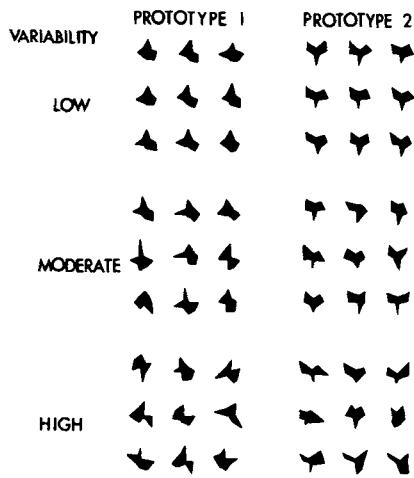 PROTOTYPE 1 PROTOTYPE 2
VARIABILITY
LOW
MODERATE
HIGH